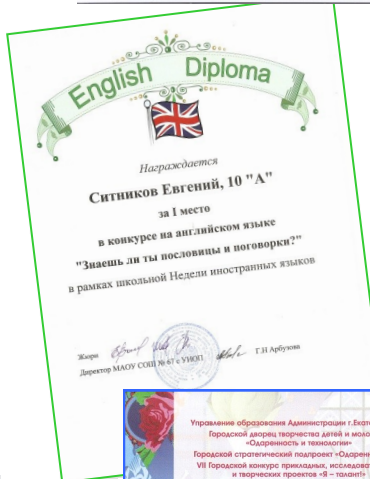 English Diploma
Награждается
Ситников Евгений, 10 "А"
за I место
в конкурсе на английском языке
"Знаешь ли ты пословицы и поговорки?"
в рамках школьной Недели иностранных языков
Жюри
Директор МАОУ СОШ № 67 с УИОП Г.Н Арбузова
Управление образования Администрации г.Екат
Городской дворец творчества детей и моло
«Одаренность и технологии»
Городской стратегический подпроект «Одарен
VII Городской конкурс прикладных, исследоват
и творческих проектов «Я – талант!»